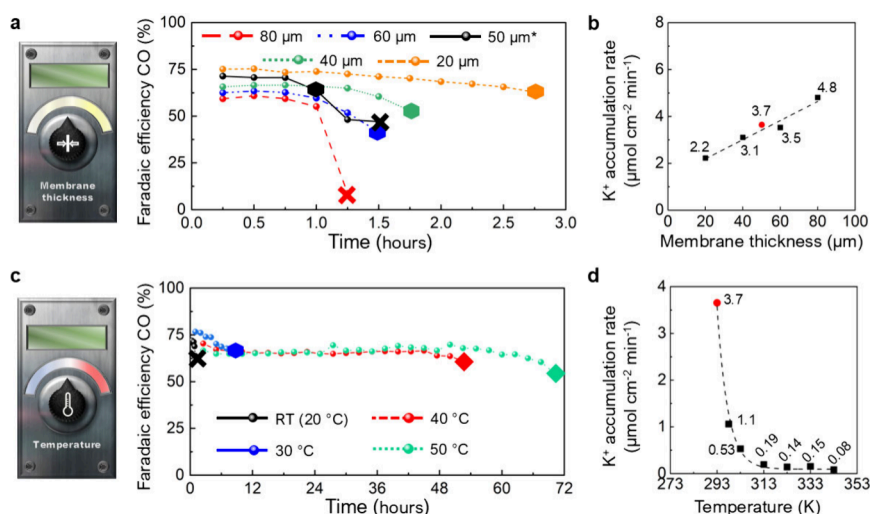 a
Membrane
thickness
Faradaic efficiency CO (%)
100
75
50
25
0
80 μm
60 μm
50 μm*
40 μm
20 μm
0.0
0.5
1.0
1.5
2.0
2.5
3.0
Time (hours)
b
K⁺ accumulation rate
(μmol cm⁻² min⁻¹)
8
6
4
2
0
2.2
3.1
3.7
3.5
4.8
0
20
40
60
80
100
Membrane thickness (μm)
c
Temperature
Faradaic efficiency CO (%)
100
75
50
25
0
RT (20 °C)
40 °C
30 °C
50 °C
0
12
24
36
48
60
72
Time (hours)
d
K⁺ accumulation rate
(μmol cm⁻² min⁻¹)
4
3
2
1
0
3.7
1.1
0.53
0.19
0.14
0.15
0.08
273
293
313
333
353
Temperature (K)